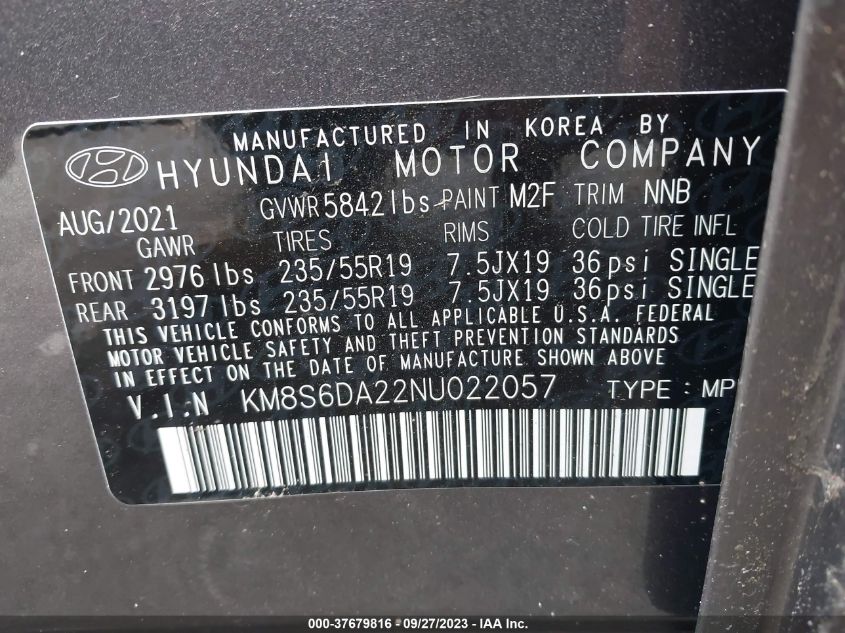 MANUFACTURED IN KOREA BY
HYUNDAI MOTOR COMPANY
AUG/2021 GVWR 5842lbs PAINT M2F TRIM NNB
GAWR TIRES RIMS COLD TIRE INFL
FRONT 2976 lbs 235/55R19 7.5JX19 36psi SINGLE
REAR 3197 lbs 235/55R19 7.5JX19 36psi SINGLE
THIS VEHICLE CONFORMS TO ALL APPLICABLE U.S.A. FEDERAL
MOTOR VEHICLE SAFETY AND THEFT PREVENTION STANDARDS
IN EFFECT ON THE DATE OF MANUFACTURE SHOWN ABOVE
V.I.N KM8S6DA22NU022057 TYPE : MP
000-37679816 - 09/27/2023 - IAA Inc.